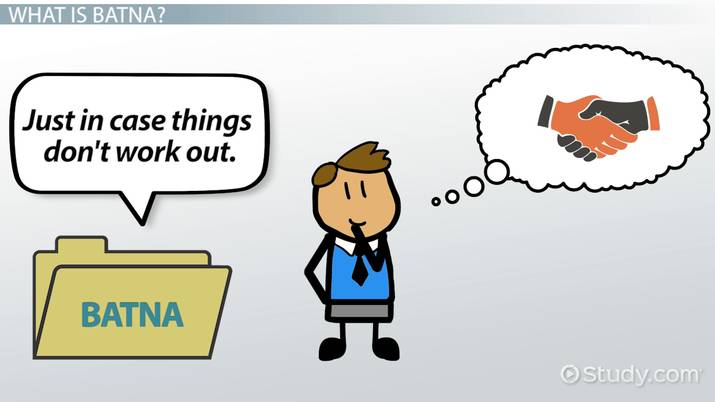 WHAT IS BATNA?
Just in case things
don't work out.
BATNA
Study.com